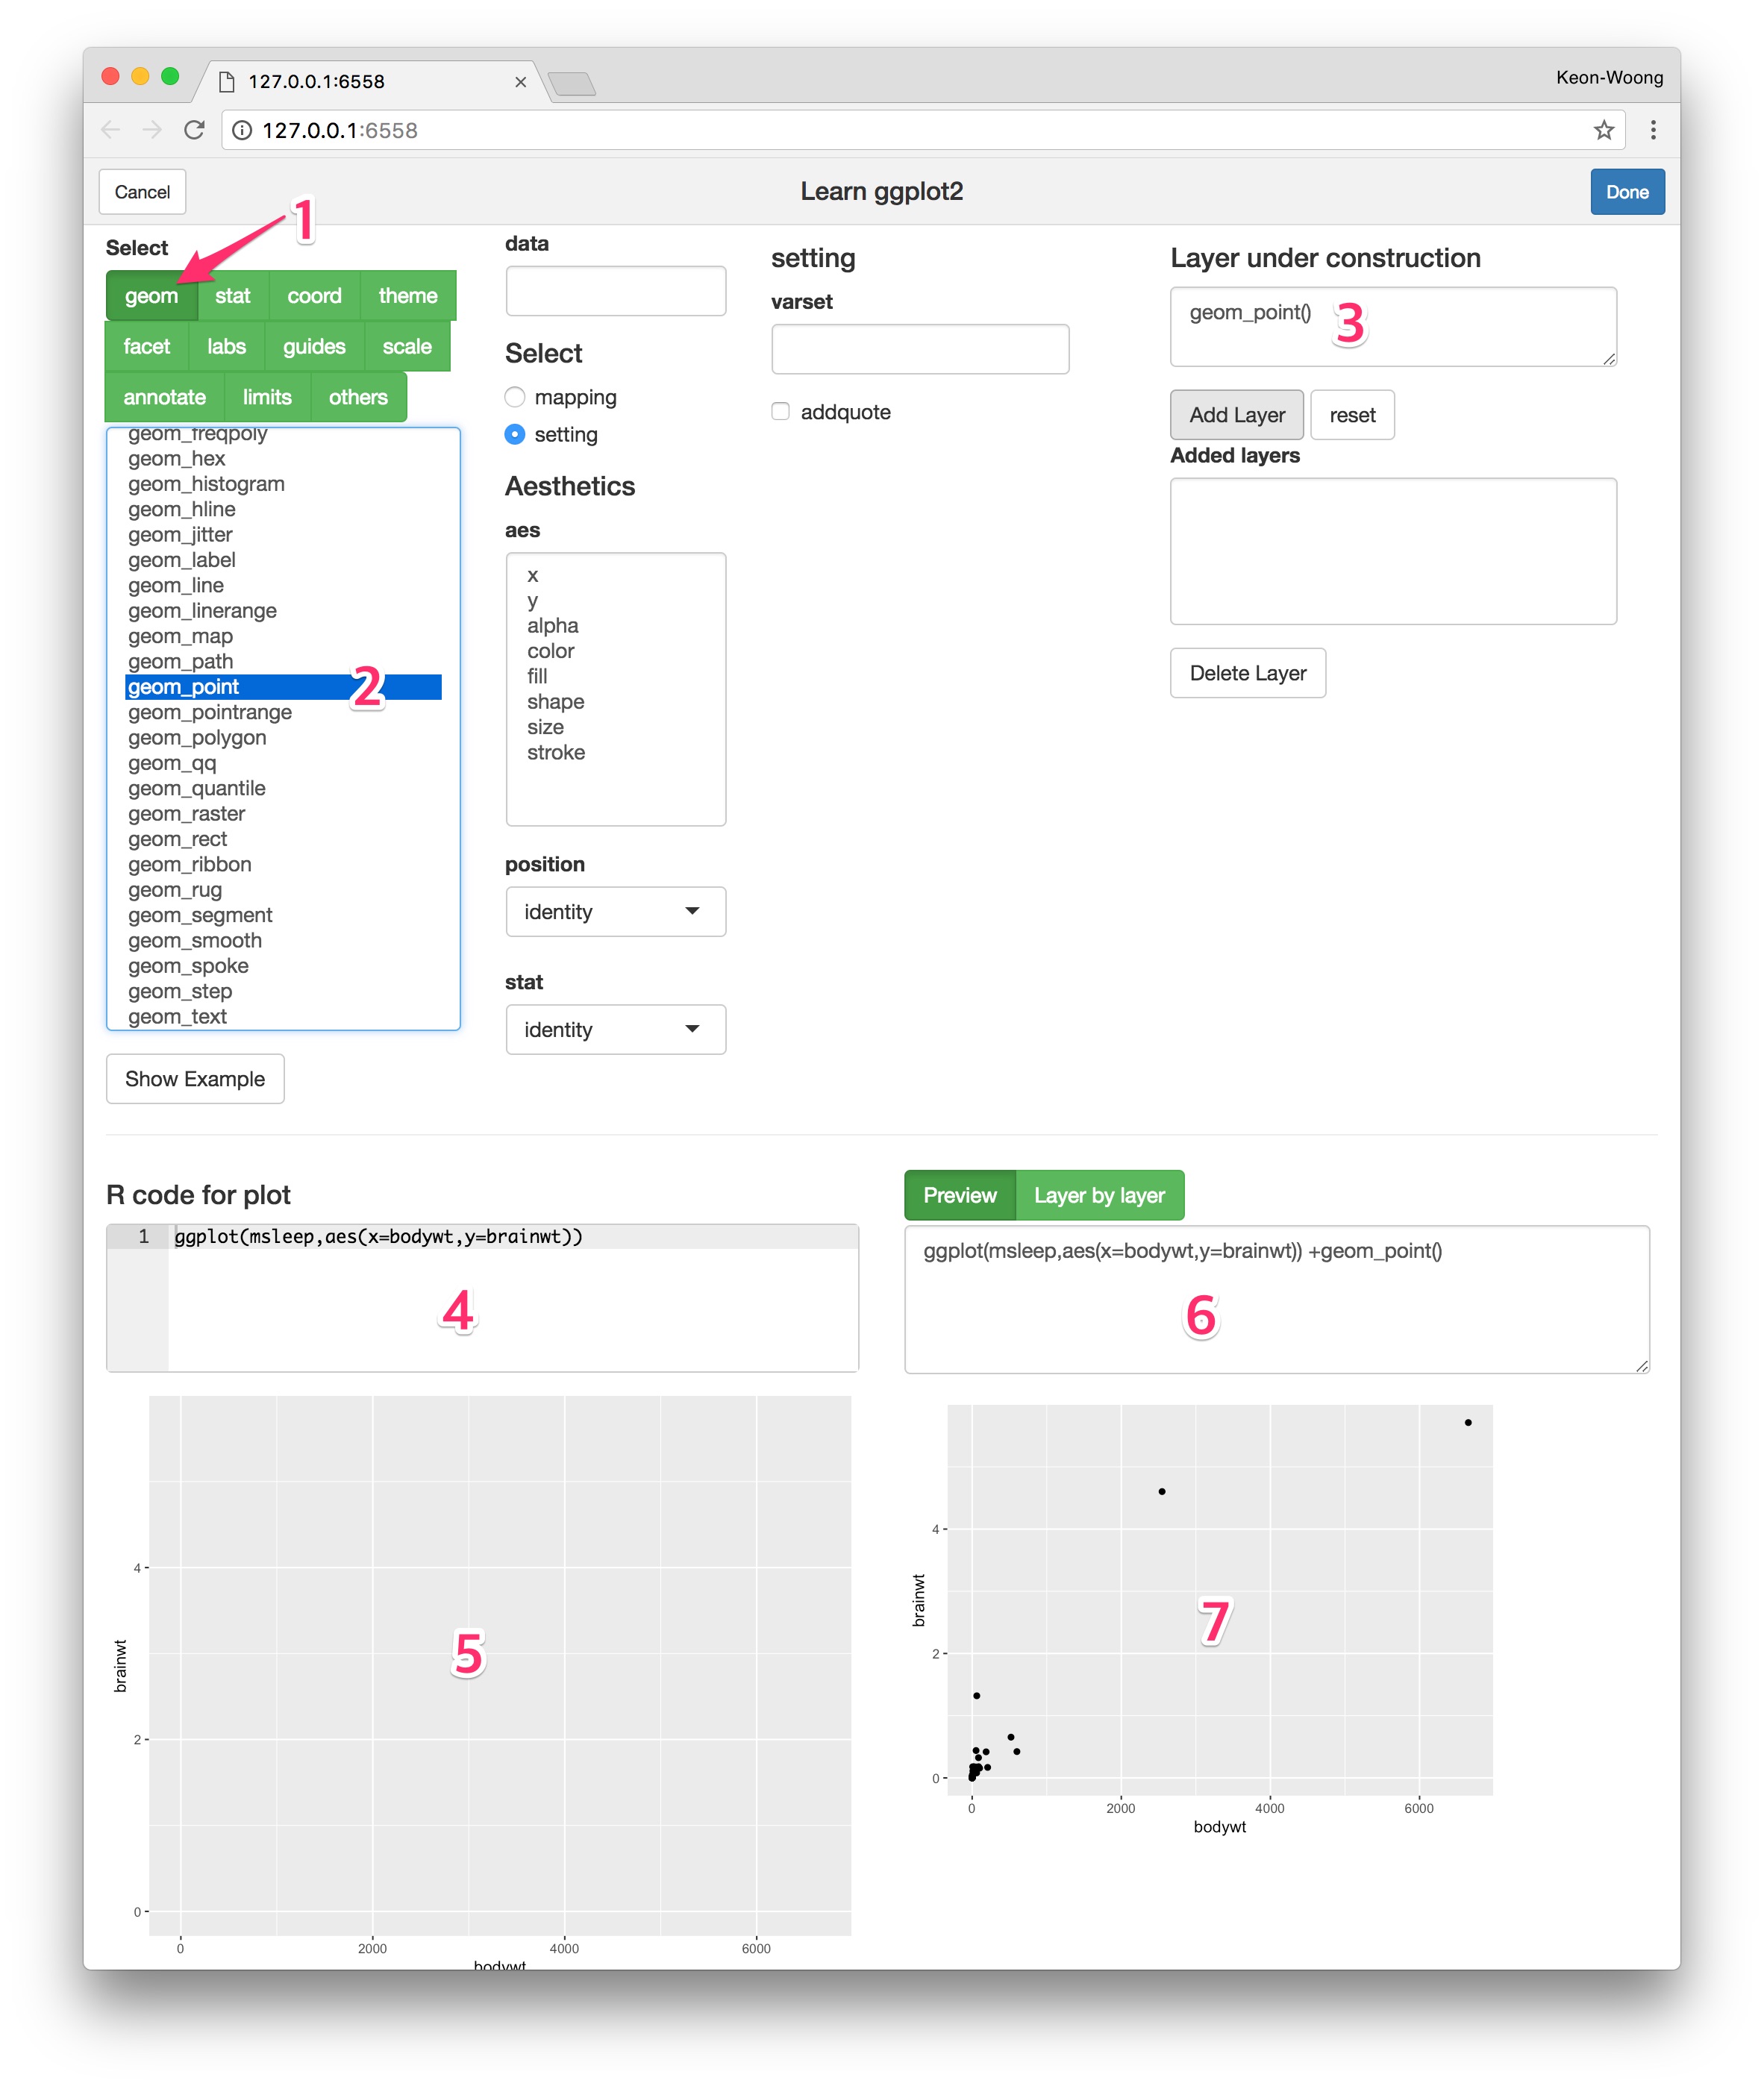 127.0.0.1:6558
Keon-Woong
127.0.0.1:6558
Cancel
Learn ggplot2
Done
1
Select
geom stat coord theme
facet labs guides scale
annotate limits others
geom_freqpoly
geom_hex
geom_histogram
geom_hline
geom_jitter
geom_label
geom_line
geom_linerange
geom_map
geom_path
geom_point
2
geom_pointrange
geom_polygon
geom_qq
geom_quantile
geom_raster
geom_rect
geom_ribbon
geom_rug
geom_segment
geom_smooth
geom_spoke
geom_step
geom_text
Show Example
data
Select
mapping
setting
Aesthetics
aes
x
y
alpha
color
fill
shape
size
stroke
position
identity
stat
identity
setting
varset
addquote
Layer under construction
geom_point()
3
Add Layer reset
Added layers
Delete Layer
R code for plot
1 ggplot(msleep,aes(x=bodywt,y=brainwt))
4
4
2
0
brainwt
5
0 2000 4000 6000
bodywt
Preview Layer by layer
ggplot(msleep,aes(x=bodywt,y=brainwt)) +geom_point()
6
4
2
0
brainwt
7
0 2000 4000 6000
bodywt